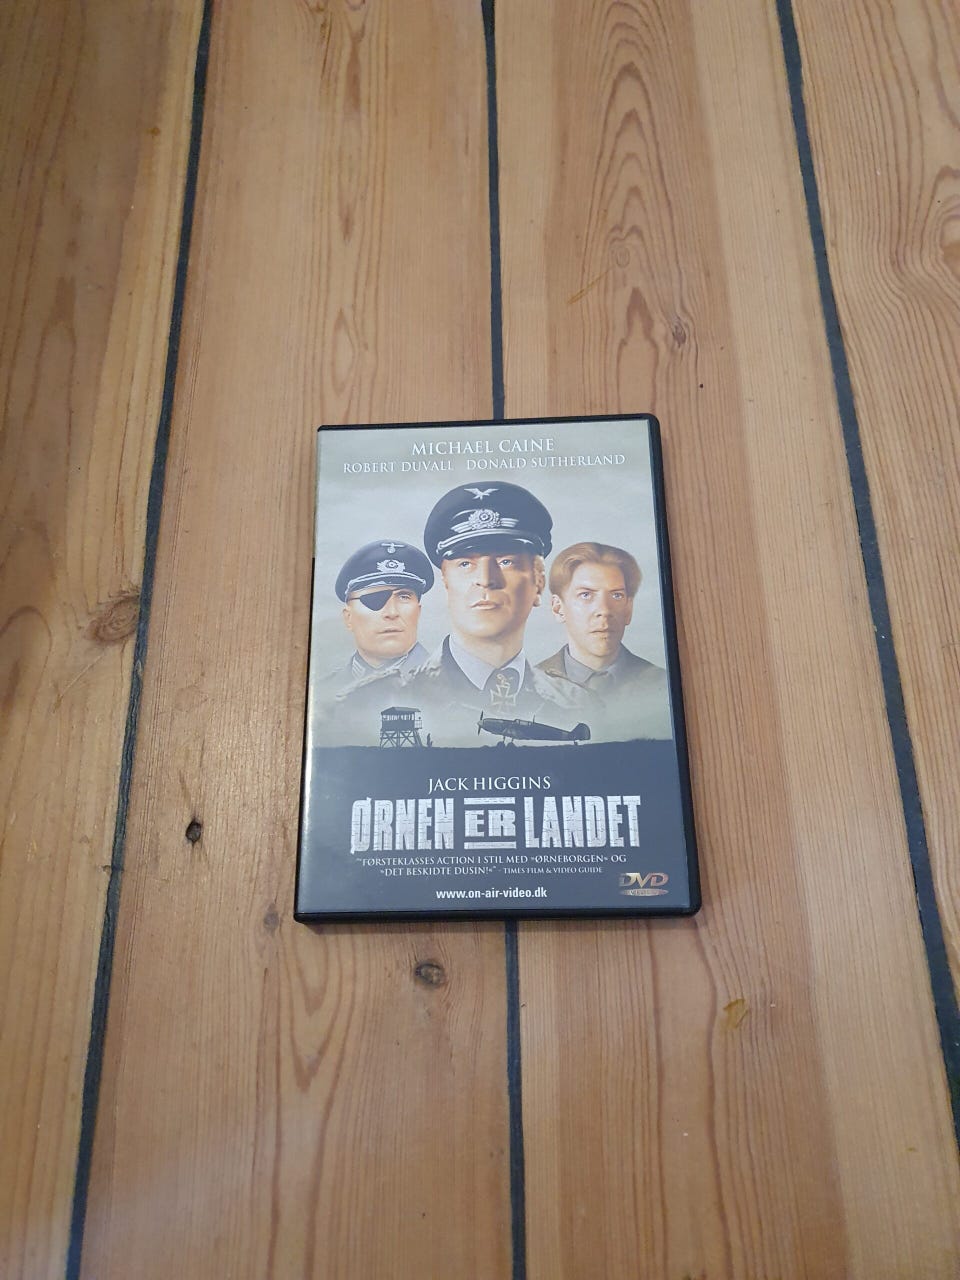 MICHAEL CAINE
ROBERT DUVALL DONALD SUTHERLAND
JACK HIGGINS
ØRNEN ER LANDET
"FØRSTEKLASSES ACTION I STIL MED »ØRNEBORGEN« OG
»DET BESKIDTE DUSIN!«" - TIMES FILM & VIDEO GUIDE
www.on-air-video.dk
DVD